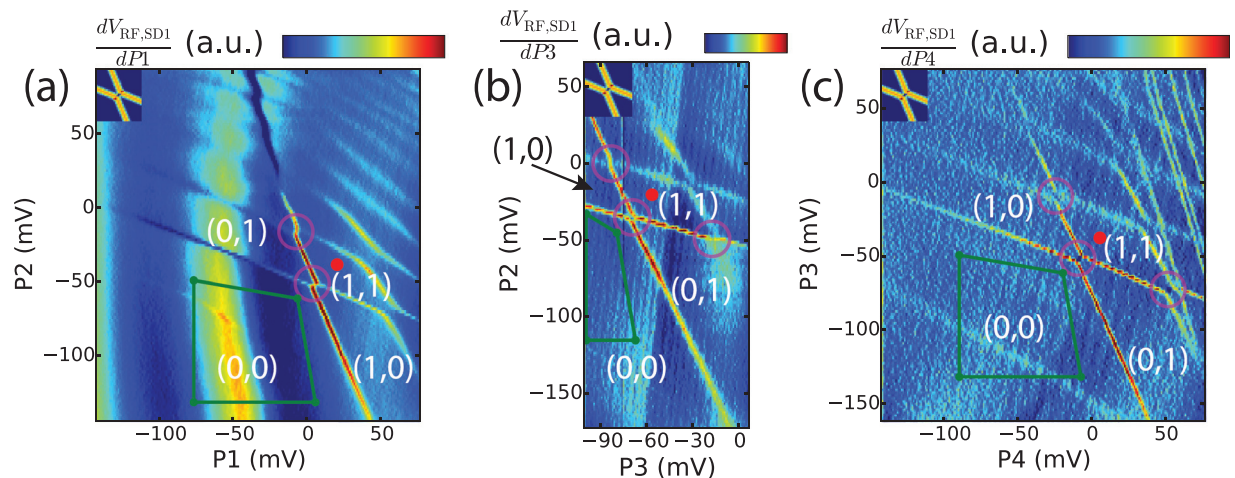 (a)
dV_RF,SD1 / dP1 (a.u.)
P2 (mV)
50
0
−50
−100
(0,1)
(1,1)
(0,0)
(1,0)
−100 −50 0 50
P1 (mV)
(b)
dV_RF,SD1 / dP3 (a.u.)
P2 (mV)
50
0
−50
−100
−150
(1,0)
(1,1)
(0,1)
(0,0)
−90 −60 −30 0
P3 (mV)
(c)
dV_RF,SD1 / dP4 (a.u.)
P3 (mV)
50
0
−50
−100
−150
(1,0)
(1,1)
(0,0)
(0,1)
−100 −50 0 50
P4 (mV)